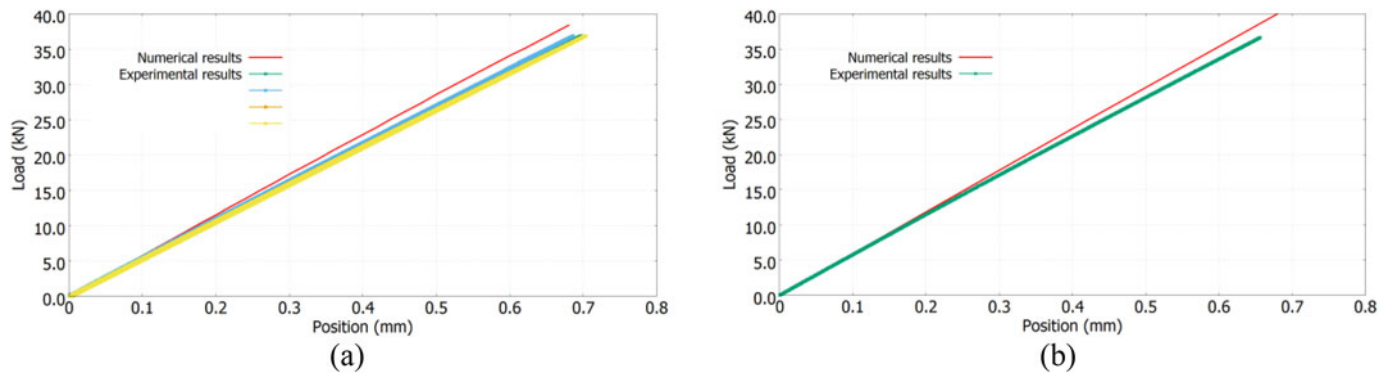 40.0
35.0
30.0
25.0
20.0
15.0
10.0
5.0
0.0
Load (kN)
Numerical results
Experimental results
0 0.1 0.2 0.3 0.4 0.5 0.6 0.7 0.8
Position (mm)
(a)
40.0
35.0
30.0
25.0
20.0
15.0
10.0
5.0
0.0
Load (kN)
Numerical results
Experimental results
0 0.1 0.2 0.3 0.4 0.5 0.6 0.7 0.8
Position (mm)
(b)